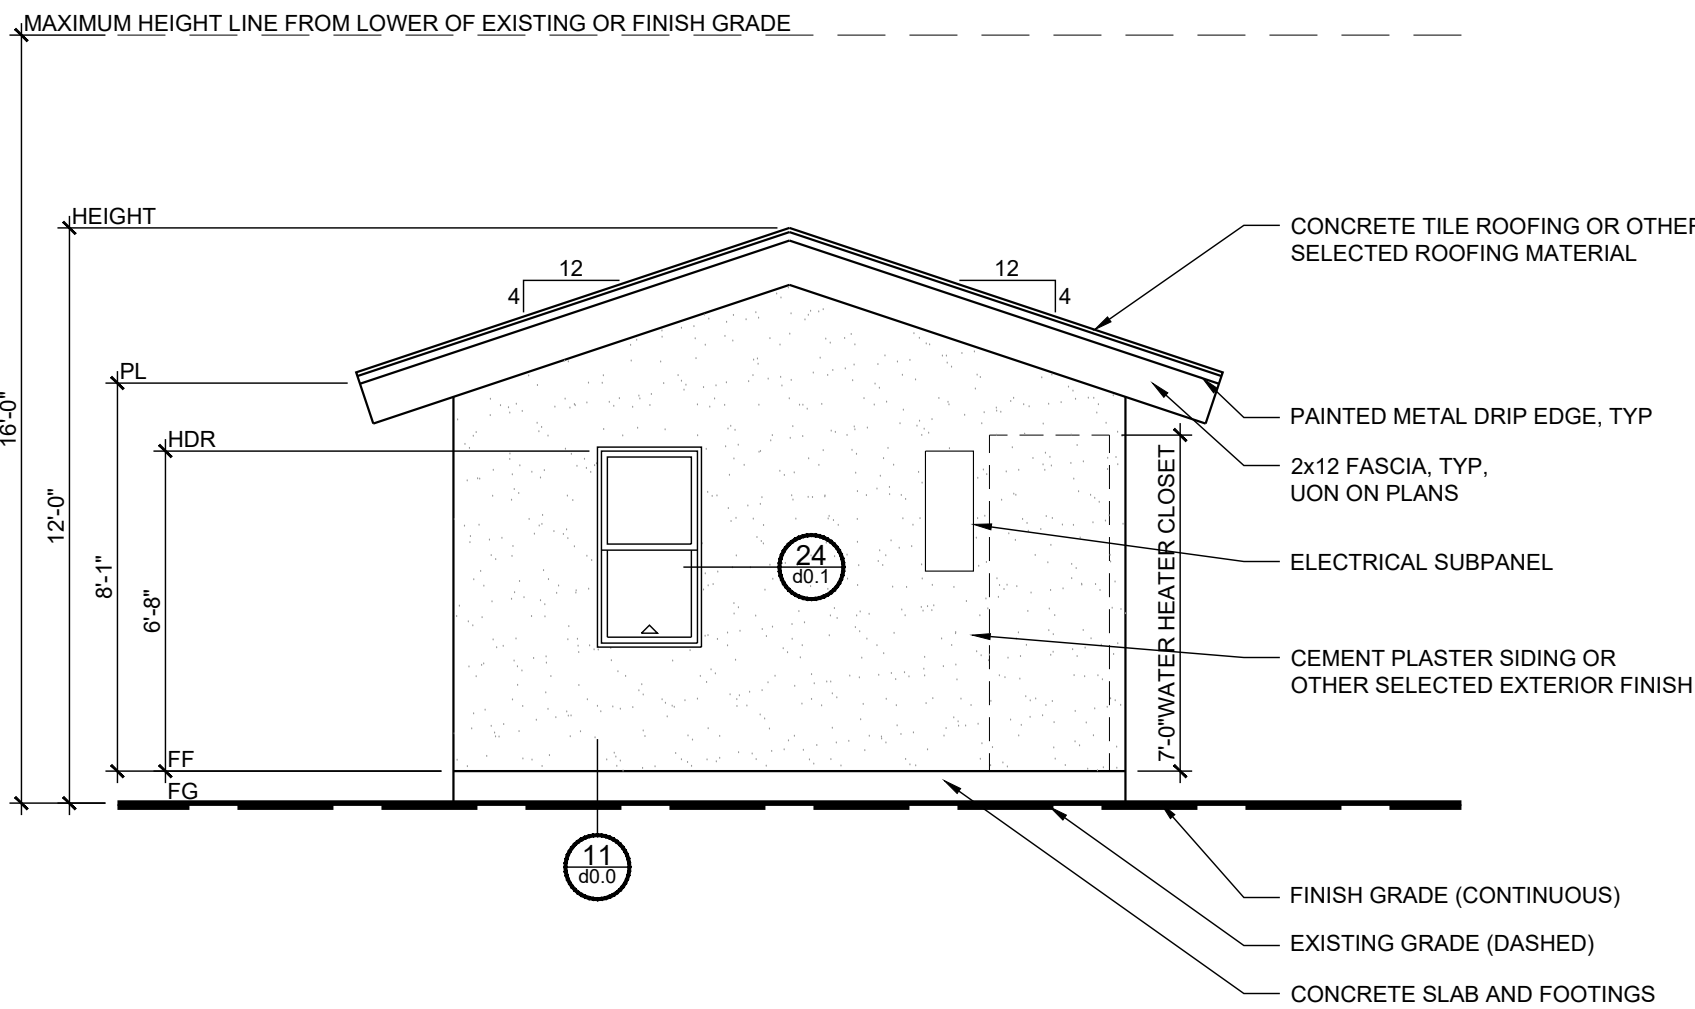 MAXIMUM HEIGHT LINE FROM LOWER OF EXISTING OR FINISH GRADE
HEIGHT
12
4
12
4
CONCRETE TILE ROOFING OR OTHER
SELECTED ROOFING MATERIAL
PL
16'-0"
HDR
PAINTED METAL DRIP EDGE, TYP
2x12 FASCIA, TYP,
UON ON PLANS
12'-0"
8'-1"
6'-8"
24
d0.1
ELECTRICAL SUBPANEL
7'-0"WATER HEATER CLOSET
CEMENT PLASTER SIDING OR
OTHER SELECTED EXTERIOR FINISH
FF
FG
11
d0.0
FINISH GRADE (CONTINUOUS)
EXISTING GRADE (DASHED)
CONCRETE SLAB AND FOOTINGS